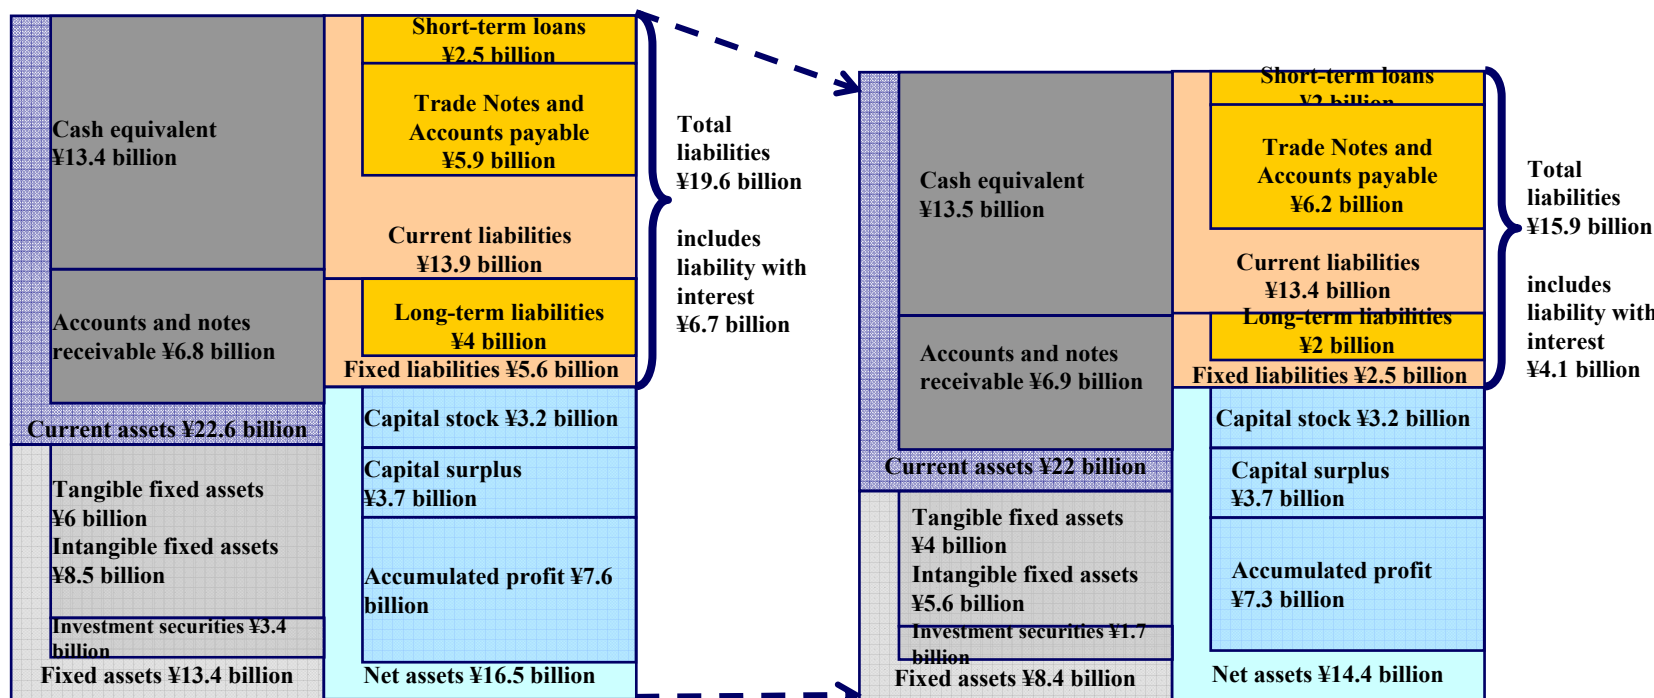 Cash equivalent
¥13.4 billion
Accounts and notes
receivable ¥6.8 billion
Current assets ¥22.6 billion
Tangible fixed assets
¥6 billion
Intangible fixed assets
¥8.5 billion
Investment securities ¥3.4
billion
Fixed assets ¥13.4 billion
Short-term loans
¥2.5 billion
Trade Notes and
Accounts payable
¥5.9 billion
Current liabilities
¥13.9 billion
Long-term liabilities
¥4 billion
Fixed liabilities ¥5.6 billion
Capital stock ¥3.2 billion
Capital surplus
¥3.7 billion
Accumulated profit ¥7.6
billion
Net assets ¥16.5 billion
Total
liabilities
¥19.6 billion
includes
liability with
interest
¥6.7 billion
Cash equivalent
¥13.5 billion
Accounts and notes
receivable ¥6.9 billion
Current assets ¥22 billion
Tangible fixed assets
¥4 billion
Intangible fixed assets
¥5.6 billion
Investment securities ¥1.7
billion
Fixed assets ¥8.4 billion
Short-term loans
¥2 billion
Trade Notes and
Accounts payable
¥6.2 billion
Current liabilities
¥13.4 billion
Long-term liabilities
¥2 billion
Fixed liabilities ¥2.5 billion
Capital stock ¥3.2 billion
Capital surplus
¥3.7 billion
Accumulated profit
¥7.3 billion
Net assets ¥14.4 billion
Total
liabilities
¥15.9 billion
includes
liability with
interest
¥4.1 billion